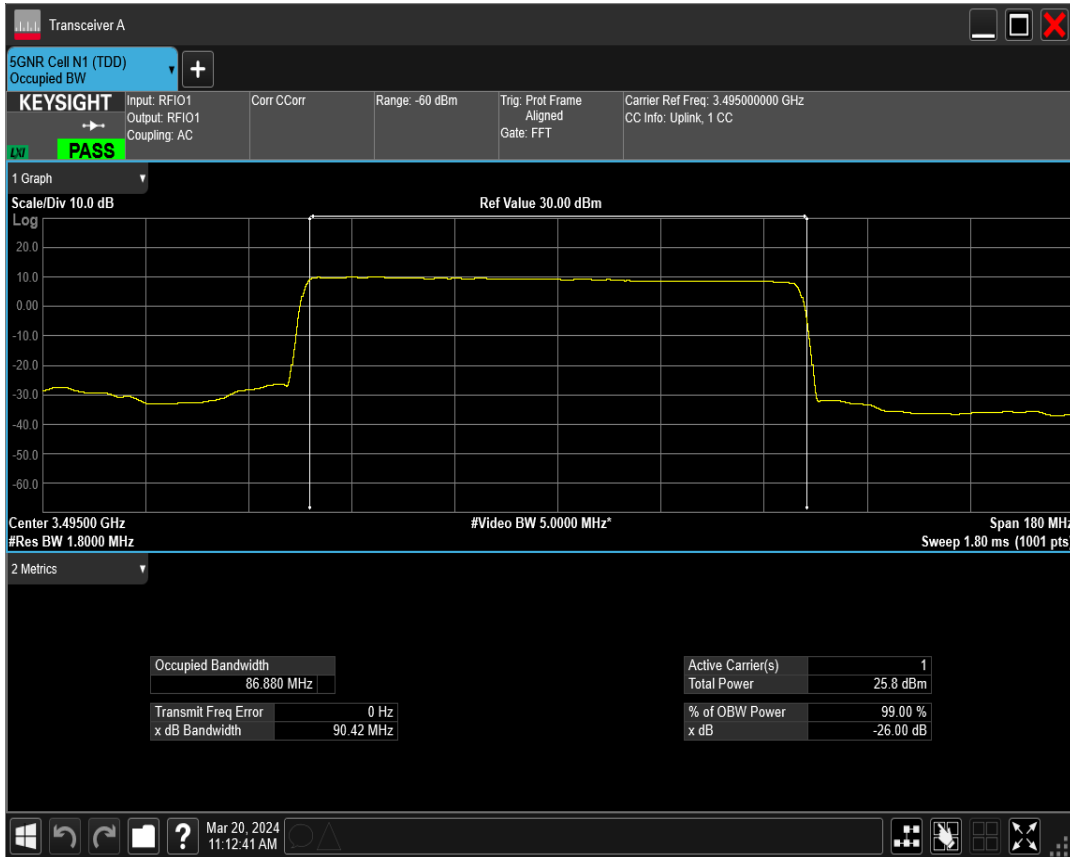 Transceiver A
5GNR Cell N1 (TDD)
Occupied BW
+
KEYSIGHT
LXI
PASS
Input: RFIO1
Output: RFIO1
Coupling: AC
Corr CCorr
Range: -60 dBm
Trig: Prot Frame
Aligned
Gate: FFT
Carrier Ref Freq: 3.495000000 GHz
CC Info: Uplink, 1 CC
1 Graph
Scale/Div 10.0 dB
Ref Value 30.00 dBm
Log
20.0
10.0
0.00
-10.0
-20.0
-30.0
-40.0
-50.0
-60.0
Center 3.49500 GHz
#Video BW 5.0000 MHz*
Span 180 MHz
#Res BW 1.8000 MHz
Sweep 1.80 ms (1001 pts)
2 Metrics
Occupied Bandwidth
86.880 MHz
Transmit Freq Error 0 Hz
x dB Bandwidth 90.42 MHz
Active Carrier(s) 1
Total Power 25.8 dBm
% of OBW Power 99.00 %
x dB -26.00 dB
?
Mar 20, 2024
11:12:41 AM